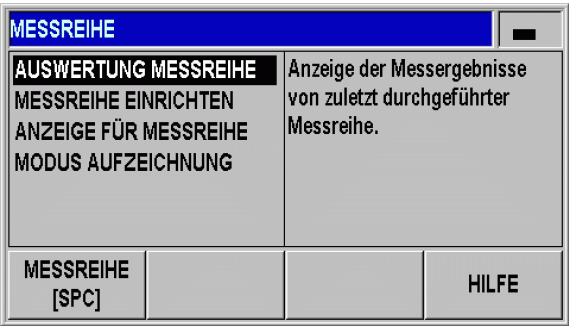 MESSREIHE
AUSWERTUNG MESSREIHE
MESSREIHE EINRICHTEN
ANZEIGE FÜR MESSREIHE
MODUS AUFZEICHNUNG
Anzeige der Messergebnisse
von zuletzt durchgeführter
Messreihe.
MESSREIHE
[SPC]
HILFE